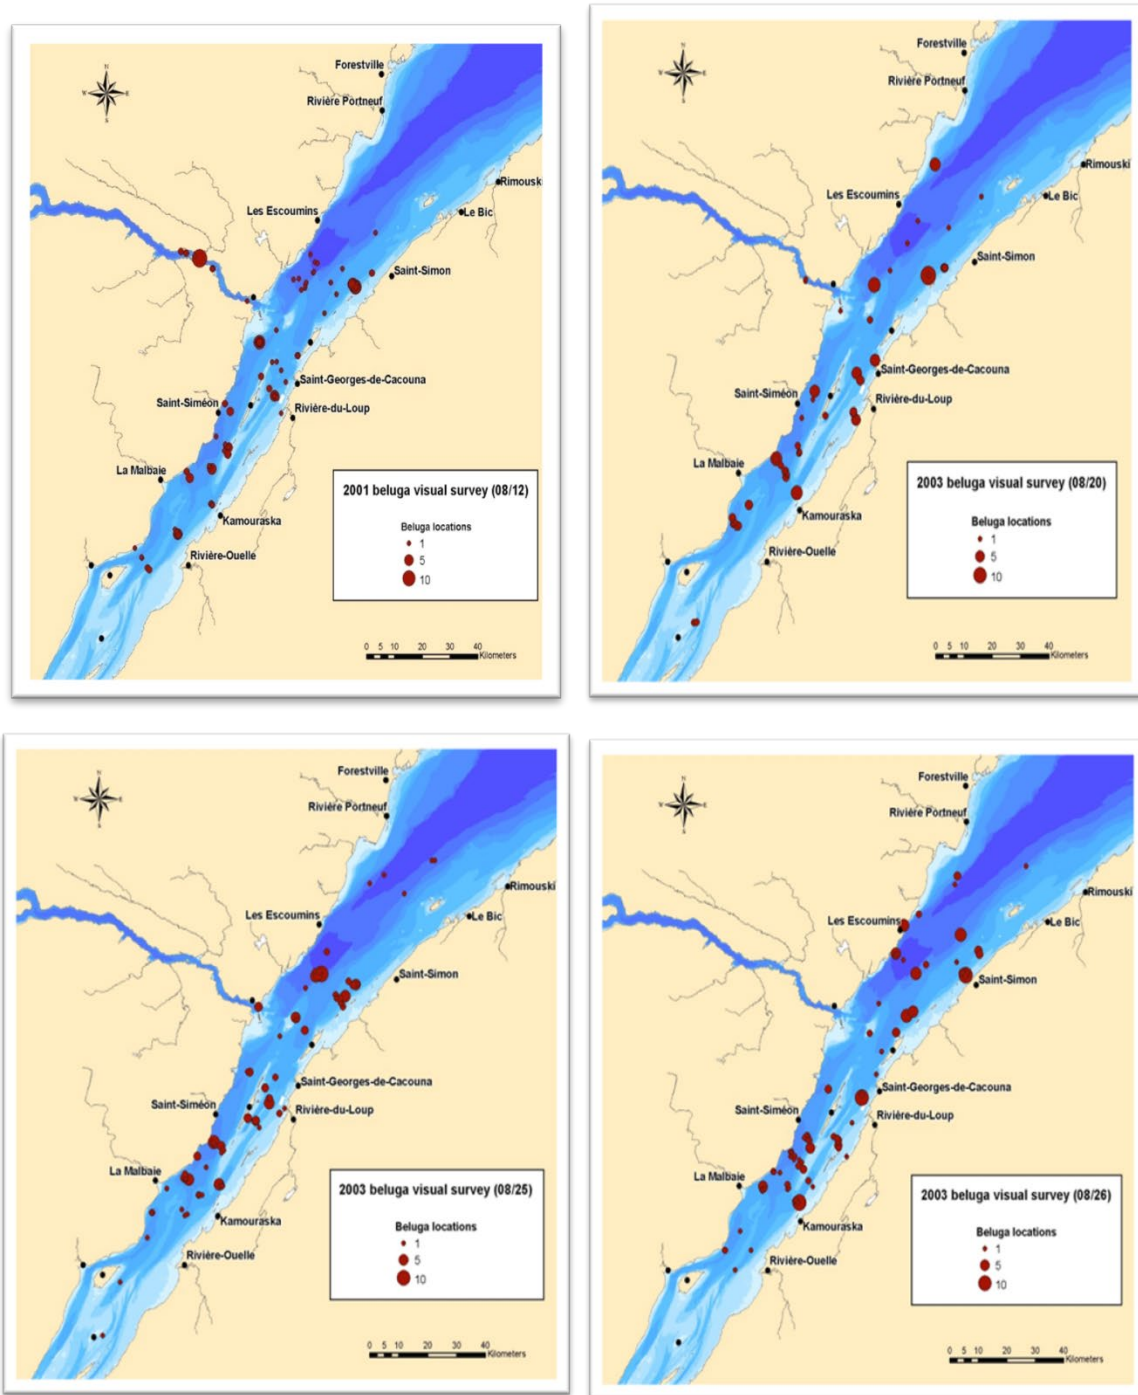 N
W E
S
Forestville
Rivière Portneuf
Rimouski
Les Escoumins
Le Bic
Saint-Simon
Saint-Georges-de-Cacouna
Saint-Siméon
Rivière-du-Loup
La Malbaie
Kamouraska
Rivière-Ouelle
2001 beluga visual survey (08/12)
Beluga locations
1
5
10
0 5 10 20 30 40
Kilometers
N
W E
S
Forestville
Rivière Portneuf
Rimouski
Les Escoumins
Le Bic
Saint-Simon
Saint-Georges-de-Cacouna
Saint-Siméon
Rivière-du-Loup
La Malbaie
Kamouraska
Rivière-Ouelle
2003 beluga visual survey (08/20)
Beluga locations
1
5
10
0 5 10 20 30 40
Kilometers
N
W E
S
Forestville
Rivière Portneuf
Rimouski
Les Escoumins
Le Bic
Saint-Simon
Saint-Georges-de-Cacouna
Saint-Siméon
Rivière-du-Loup
La Malbaie
Kamouraska
Rivière-Ouelle
2003 beluga visual survey (08/25)
Beluga locations
1
5
10
0 5 10 20 30 40
Kilometers
N
W E
S
Forestville
Rivière Portneuf
Rimouski
Les Escoumins
Le Bic
Saint-Simon
Saint-Georges-de-Cacouna
Saint-Siméon
Rivière-du-Loup
La Malbaie
Kamouraska
Rivière-Ouelle
2003 beluga visual survey (08/26)
Beluga locations
1
5
10
0 5 10 20 30 40
Kilometers